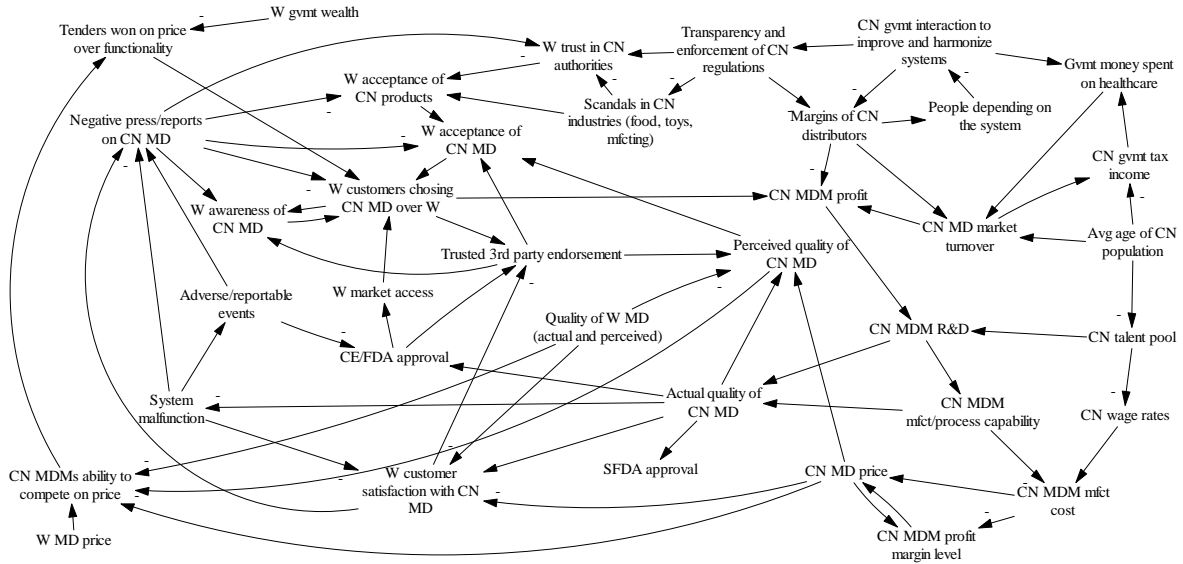 W gvmt wealth
Tenders won on price
over functionality
W trust in CN
authorities
Transparency and
enforcement of CN
regulations
CN gvmt interaction to
improve and harmonize
systems
Gvmt money spent
on healthcare
W acceptance of
CN products
Scandals in CN
industries (food, toys,
mfcting)
Margins of CN
distributors
People depending on
the system
Negative press/reports
on CN MD
W acceptance of
CN MD
CN gvmt tax
income
W customers chosing
CN MD over W
CN MDM profit
W awareness of
CN MD
CN MD market
turnover
Avg age of CN
population
Trusted 3rd party endorsement
Perceived quality of
CN MD
Adverse/reportable
events
W market access
Quality of W MD
(actual and perceived)
CN MDM R&D
CN talent pool
CE/FDA approval
System
malfunction
Actual quality of
CN MD
CN MDM
mfct/process capability
CN wage rates
CN MDMs ability to
compete on price
W customer
satisfaction with CN
MD
SFDA approval
CN MD price
CN MDM mfct
cost
W MD price
CN MDM profit
margin level